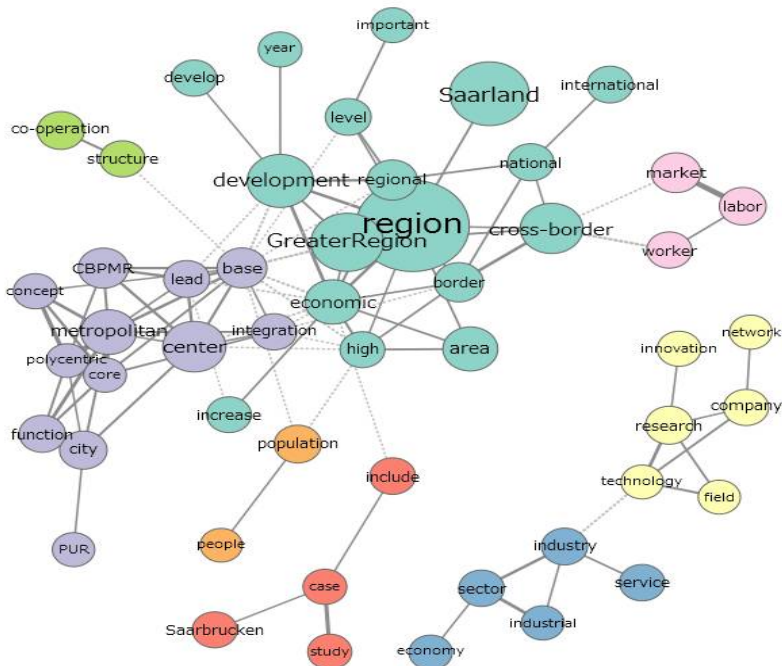 important
year
develop
Saarland
international
co-operation
level
structure
national
market
development
regional
labor
region
cross-border
GreaterRegion
worker
CBPMR
lead
base
concept
economic
border
metropolitan
integration
center
high
area
network
innovation
polycentric
core
increase
company
function
city
population
research
include
technology
field
PUR
people
industry
case
sector
service
Saarbrucken
industrial
economy
study